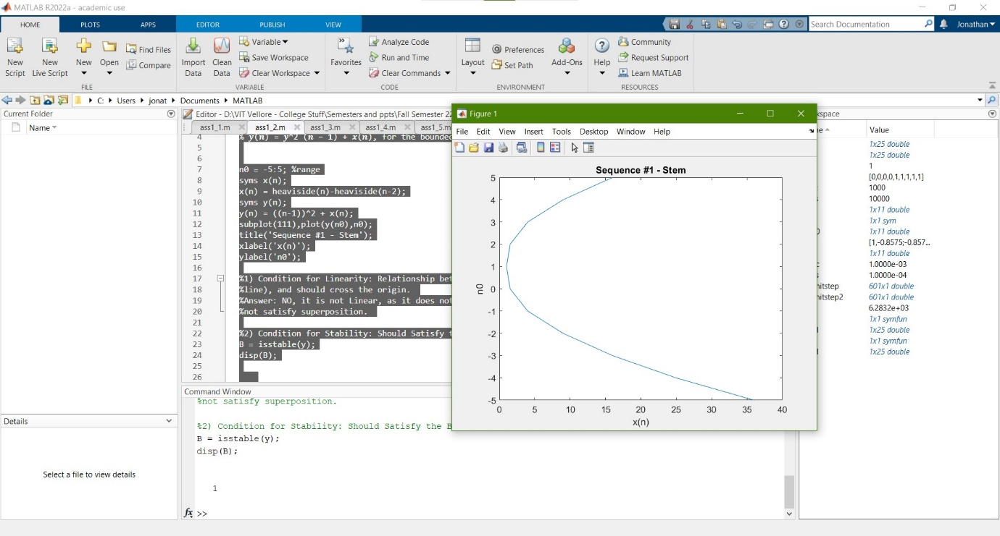 MATLAB R2022a - academic use
HOME PLOTS APPS EDITOR PUBLISH VIEW Search Documentation Jonathan
New Script New Live Script New Open Find Files Compare Import Data Clean Data Variable Save Workspace Clear Workspace Favorites Analyze Code Run and Time Clear Commands Layout Preferences Set Path Add-Ons Help Community Request Support Learn MATLAB
FILE VARIABLE CODE ENVIRONMENT RESOURCES
C: Users jonat Documents MATLAB
Current Folder
Name
Details
Select a file to view details
Editor - D:\VIT Vellore - College Stuff\Semesters and ppts\Fall Semester 22
ass1_1.m ass1_2.m ass1_3.m ass1_4.m ass1_5.m
4 % y(n) = y^2 (n - 1) + x(n), for the bounded
5
6
7 n0 = -5:5; %range
8 syms x(n);
9 x(n) = heaviside(n)-heaviside(n-2);
10 syms y(n);
11 y(n) = ((n-1))^2 + x(n);
12 subplot(111),plot(y(n0),n0);
13 title('Sequence #1 - Stem');
14 xlabel('x(n)');
15 ylabel('n0');
16
17 %1) Condition for Linearity: Relationship bet
18 %line), and should cross the origin.
19 %Answer: NO, it is not Linear, as it does not
20 %not satisfy superposition.
21
22 %2) Condition for Stability: Should Satisfy t
23 B = isstable(y);
24 disp(B);
25
26
Command Window
%not satisfy superposition.
%2) Condition for Stability: Should Satisfy the B
B = isstable(y);
disp(B);
1
fx >>
Figure 1
File Edit View Insert Tools Desktop Window Help
Sequence #1 - Stem
5
4
3
2
1
0
-1
-2
-3
-4
-5
n0
0 5 10 15 20 25 30 35 40
x(n)
kspace
Value
1x25 double
1x25 double
1
[0,0,0,0,1,1,1,1,1]
1000
10000
1x11 double
1x1 sym
1x11 double
[1,-0.8575;-0.857...
1x11 double
1.0000e-03
1.0000e-04
nitstep 601x1 double
nitstep2 601x1 double
6.2832e+03
1x1 symfun
1x25 double
1x1 symfun
1x25 double